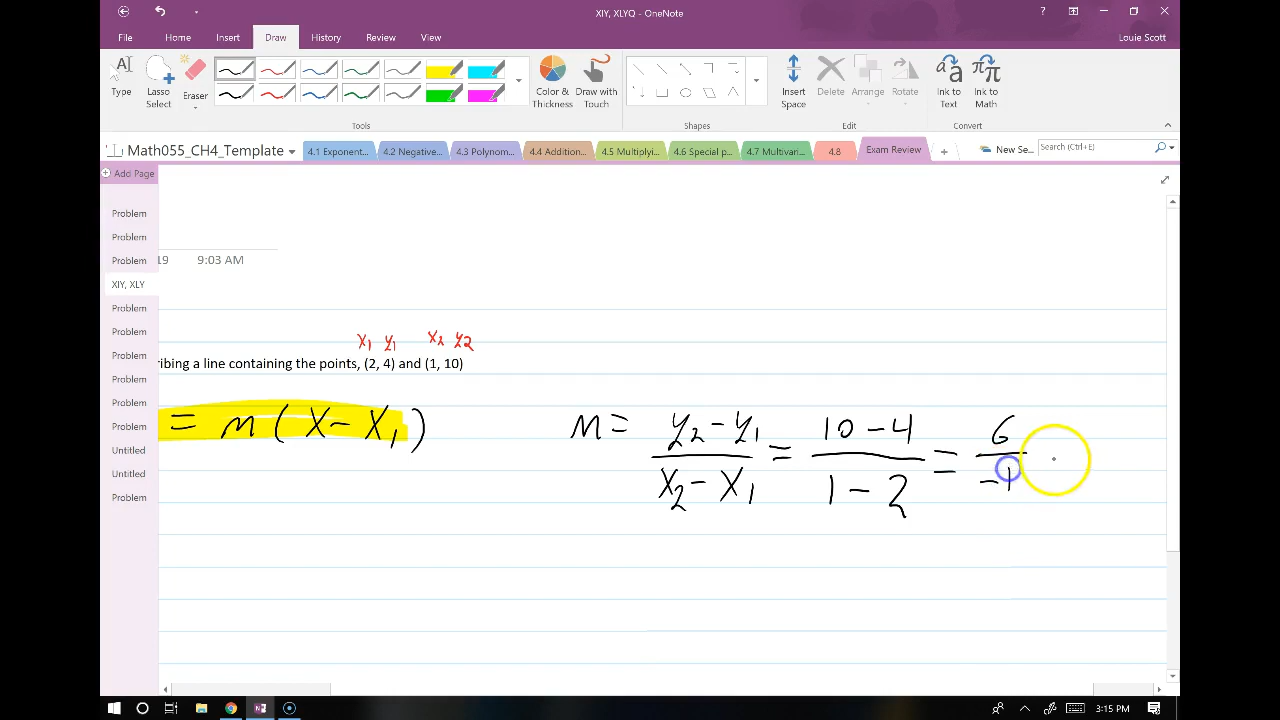 XIY, XLYQ - OneNote
Louie Scott
File Home Insert Draw History Review View
Type Lasso Select Eraser Color & Thickness Draw with Touch Insert Space Delete Arrange Rotate Ink to Text Ink to Math
Tools Shapes Edit Convert
Math055_CH4_Template 4.1 Exponent... 4.2 Negative... 4.3 Polynom... 4.4 Addition... 4.5 Multiplyi... 4.6 Special p... 4.7 Multivari... 4.8 Exam Review + New Se... Search (Ctrl+E)
Add Page
Problem
Problem
Problem
XIY, XLY
Problem
Problem
Problem
Problem
Problem
Problem
Untitled
Untitled
Problem
19 9:03 AM
x₁ y₁ x₂ y₂
ribing a line containing the points, (2, 4) and (1, 10)
= m(x - x₁)
m = (y₂ - y₁)/(x₂ - x₁) = (10 - 4)/(1 - 2) = 6/-1
3:15 PM